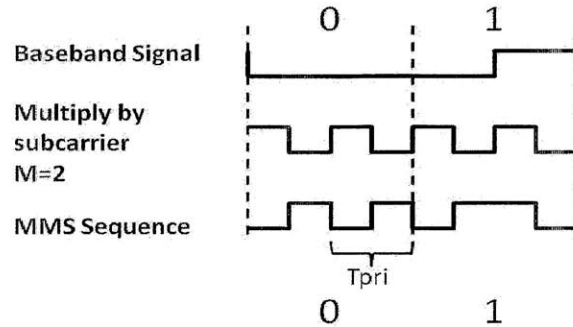 0 1
Baseband Signal
Multiply by
subcarrier
M=2
MMS Sequence
Tpri
0 1